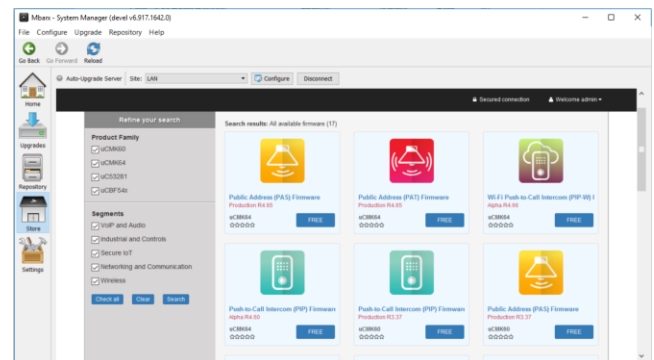 Mbarx - System Manager (devel v6.917.1642.0)
File Configure Upgrade Repository Help
Go Back Go Forward Reload
Auto-Upgrade Server Site: LAN Configure Disconnect
Home
Upgrades
Repository
Store
Settings
Secured connection Welcome admin
Refine your search
Product Family
uCMK60
uCMK64
uC53281
uCBF54x
Segments
VoIP and Audio
Industrial and Controls
Secure IoT
Networking and Communication
Wireless
Check all Clear Search
Search results: All available firmware (17)
Public Address (PAS) Firmware
Production R4.65
uCMK64
FREE
Public Address (PAT) Firmware
Production R4.65
uCMK64
FREE
Wi-Fi Push-to-Call Intercom (PIP-W)
Alpha R4.66
uCMK64
FREE
Push-to-Call Intercom (PIP) Firmware
Alpha R4.60
uCMK64
FREE
Push-to-Call Intercom (PIP) Firmware
Production R3.37
uCMK60
FREE
Public Address (PAS) Firmware
Production R3.37
uCMK60
FREE